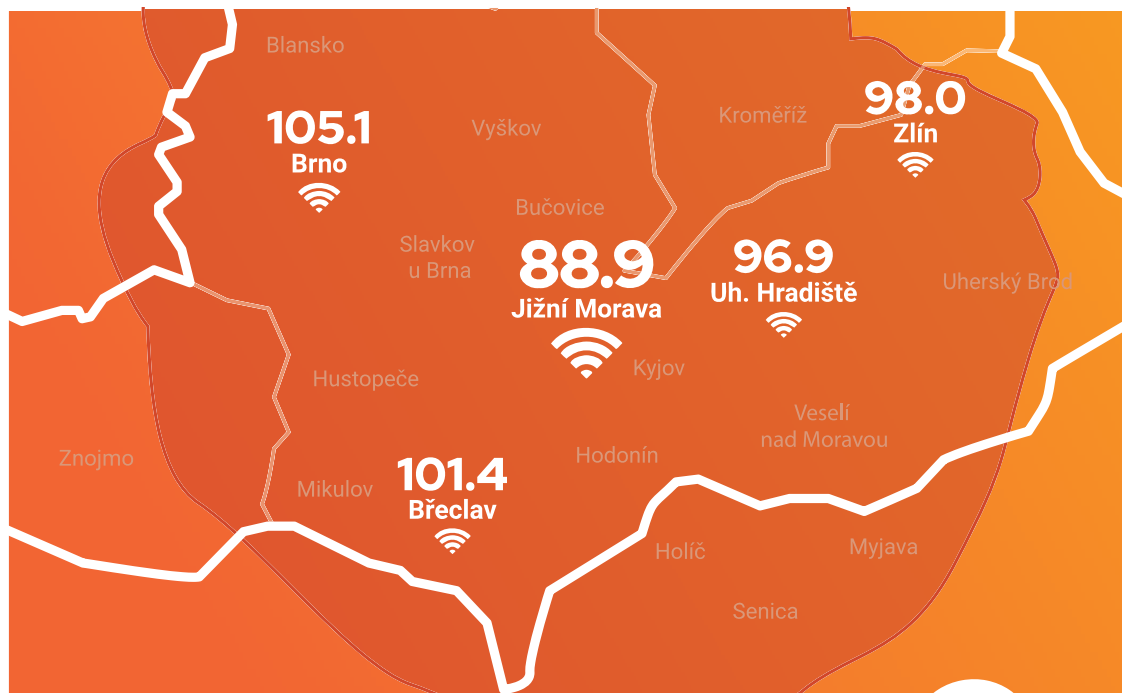 Blansko
98.0
Zlín
105.1
Brno
Vyškov
Kroměříž
Bučovice
Slavkov
u Brna
88.9
Jižní Morava
96.9
Uh. Hradiště
Uherský Brod
Hustopeče
Kyjov
Veselí
nad Moravou
Znojmo
Hodonín
Mikulov
101.4
Břeclav
Holíč
Myjava
Senica